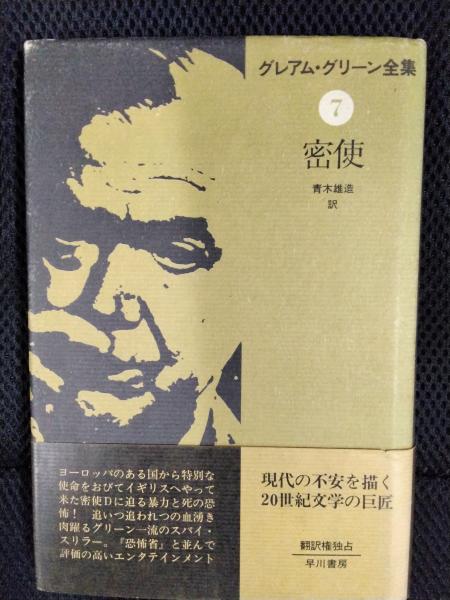 グレアム・グリーン全集
7
密使
青木雄造
訳
ヨーロッパのある国から特別な
使命をおびてイギリスへやって
来た密使Dに迫る暴力と死の恐
怖! 追いつ追われつの血湧き
肉躍るグリーン一流のスパイ・
スリラー。『恐怖省』と並んで
評価の高いエンタテインメント
現代の不安を描く
20世紀文学の巨匠
翻訳権独占
早川書房